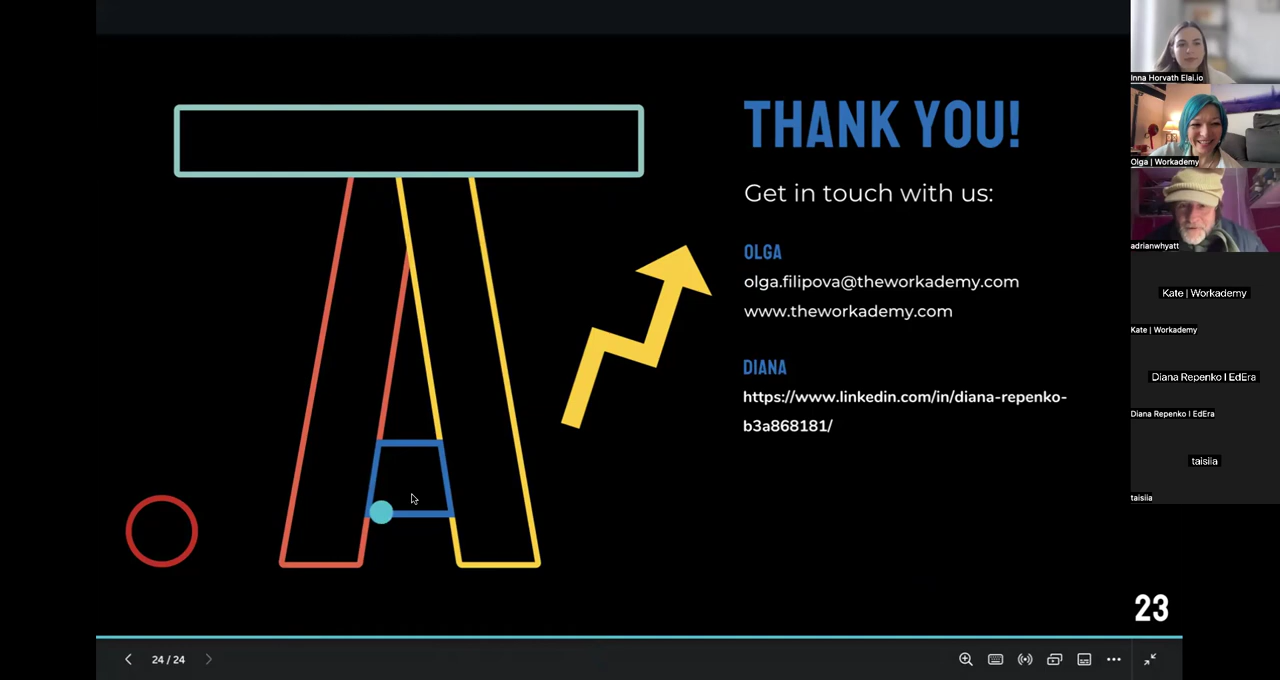 THANK YOU!
Get in touch with us:
OLGA
olga.filipova@theworkademy.com
www.theworkademy.com
DIANA
https://www.linkedin.com/in/diana-repenko-
b3a868181/
23
24 / 24
Inna Horvath Elai.io
Olga | Workademy
adrianwhyatt
Kate | Workademy
Kate | Workademy
Diana Repenko I EdEra
Diana Repenko I EdEra
taisiia
taisiia